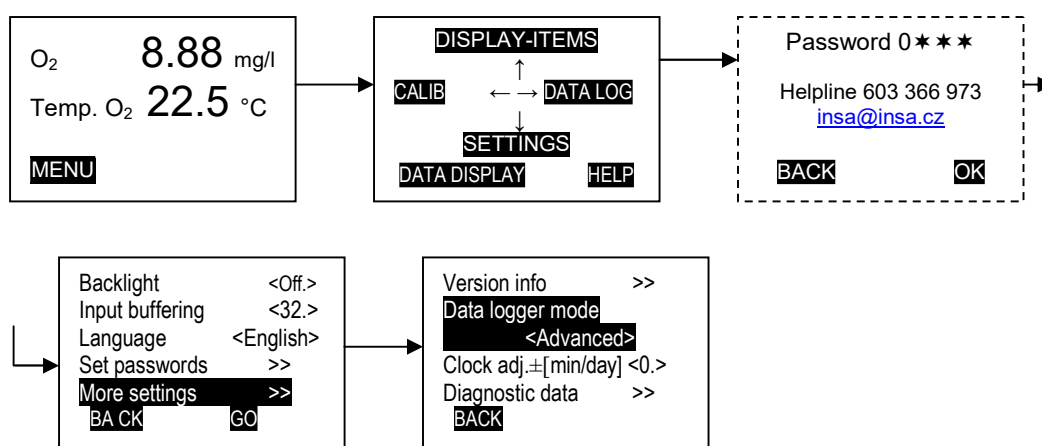 O2 8.88 mg/l
Temp. O2 22.5 °C
MENU
DISPLAY-ITEMS
↑
CALIB ← → DATA LOG
↓
SETTINGS
DATA DISPLAY HELP
Password 0✶✶✶
Helpline 603 366 973
insa@insa.cz
BACK OK
Backlight <Off.>
Input buffering <32.>
Language <English>
Set passwords >>
More settings >>
BA CK GO
Version info >>
Data logger mode
<Advanced>
Clock adj.±[min/day] <0.>
Diagnostic data >>
BACK